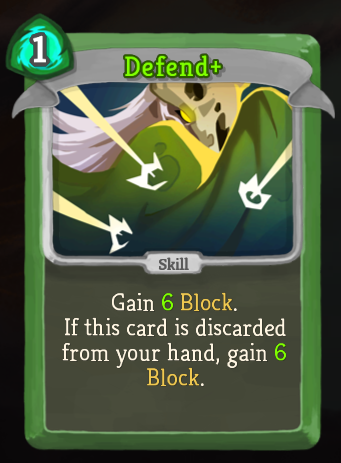 1
Defend+
Skill
Gain 6 Block.
If this card is discarded
from your hand, gain 6
Block.